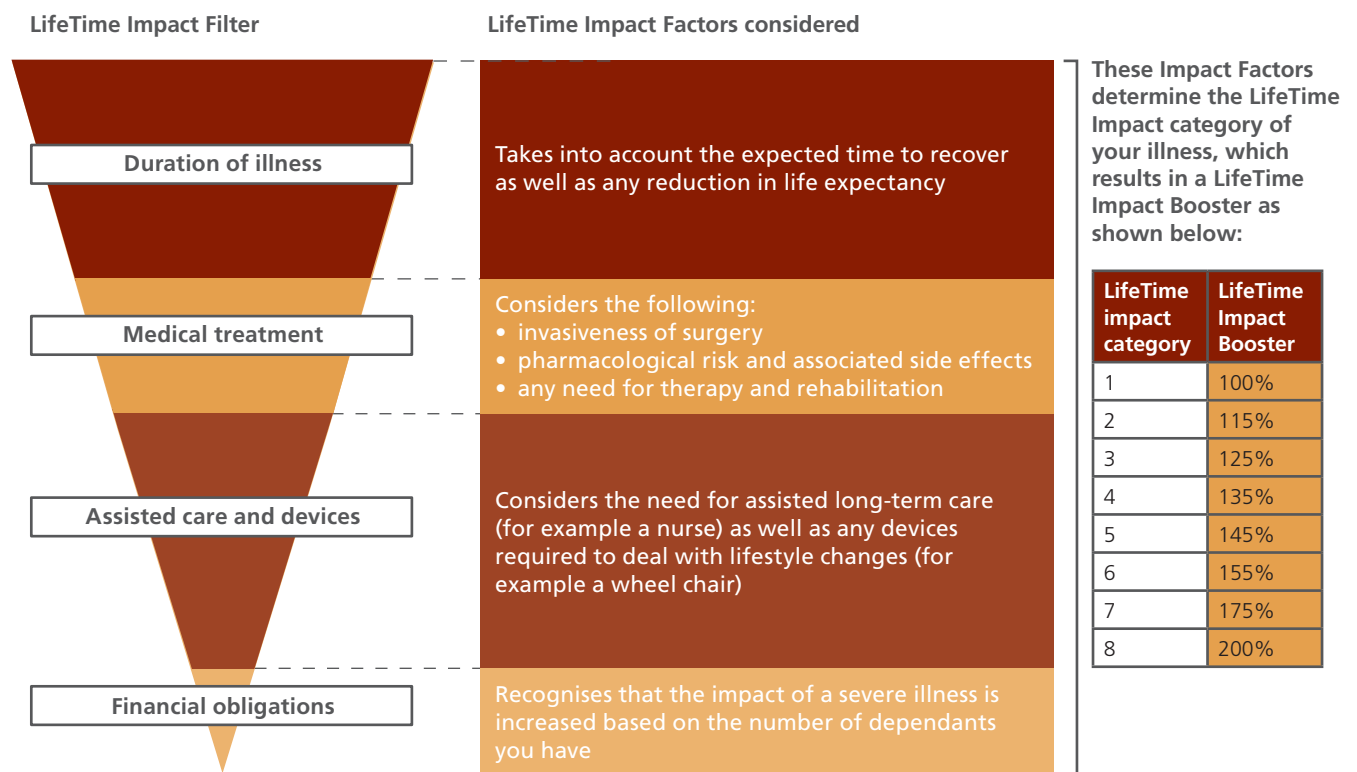 LifeTime Impact Filter
LifeTime Impact Factors considered
Duration of illness
Takes into account the expected time to recover
as well as any reduction in life expectancy
Medical treatment
Considers the following:
• invasiveness of surgery
• pharmacological risk and associated side effects
• any need for therapy and rehabilitation
Assisted care and devices
Considers the need for assisted long-term care
(for example a nurse) as well as any devices
required to deal with lifestyle changes (for
example a wheel chair)
Financial obligations
Recognises that the impact of a severe illness is
increased based on the number of dependants
you have
These Impact Factors
determine the LifeTime
Impact category of
your illness, which
results in a LifeTime
Impact Booster as
shown below:
LifeTime impact category LifeTime Impact Booster
1 100%
2 115%
3 125%
4 135%
5 145%
6 155%
7 175%
8 200%